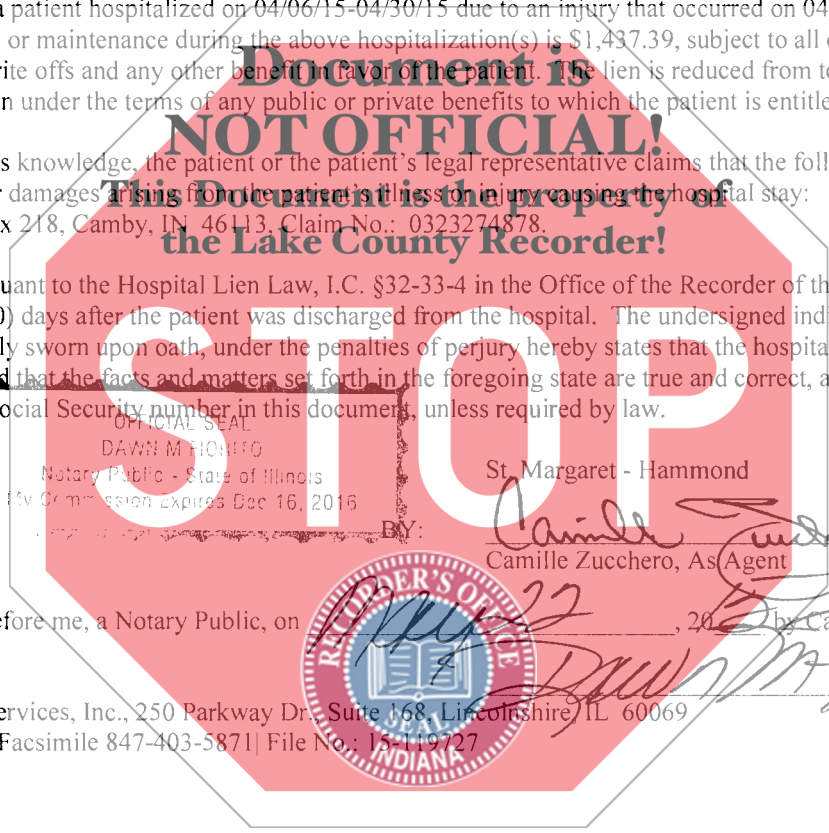 a patient hospitalized on 04/06/15-04/30/15 due to an injury that occurred on 04
or maintenance during the above hospitalization(s) is $1,437.39, subject to all
Document is
rite offs and any other benefit in favor of the patient. The lien is reduced from
n under the terms of any public or private benefits to which the patient is
NOT OFFICIAL!
s knowledge, the patient or the patient's legal representative claims that the
This Document is the property of
damages arising from the patient's illness or injury causing the hospital stay:
x 218, Camby, IN 46113, Claim No.: 0323274878.
the Lake County Recorder!
uant to the Hospital Lien Law, I.C. §32-33-4 in the Office of the Recorder of
0) days after the patient was discharged from the hospital. The undersigned
STOP
ly sworn upon oath, under the penalties of perjury hereby states that the
d that the facts and matters set forth in the foregoing state are true and correct,
ocial Security number in this document, unless required by law.
OFFICIAL SEAL
DAWN M
Notary Public - State of Illinois
My Commission Expires Dec 16, 2016
St. Margaret - Hammond
BY:
Camille
Camille Zucchero, As Agent
RECORDER'S OFFICE
efore me, a Notary Public, on May 22, 2015 by
Dawn M
SEAL
INDIANA
ervices, Inc., 250 Parkway Dr., Suite 168, Lincolnshire, IL 60069
Facsimile 847-403-5871| File No.: 15-119727